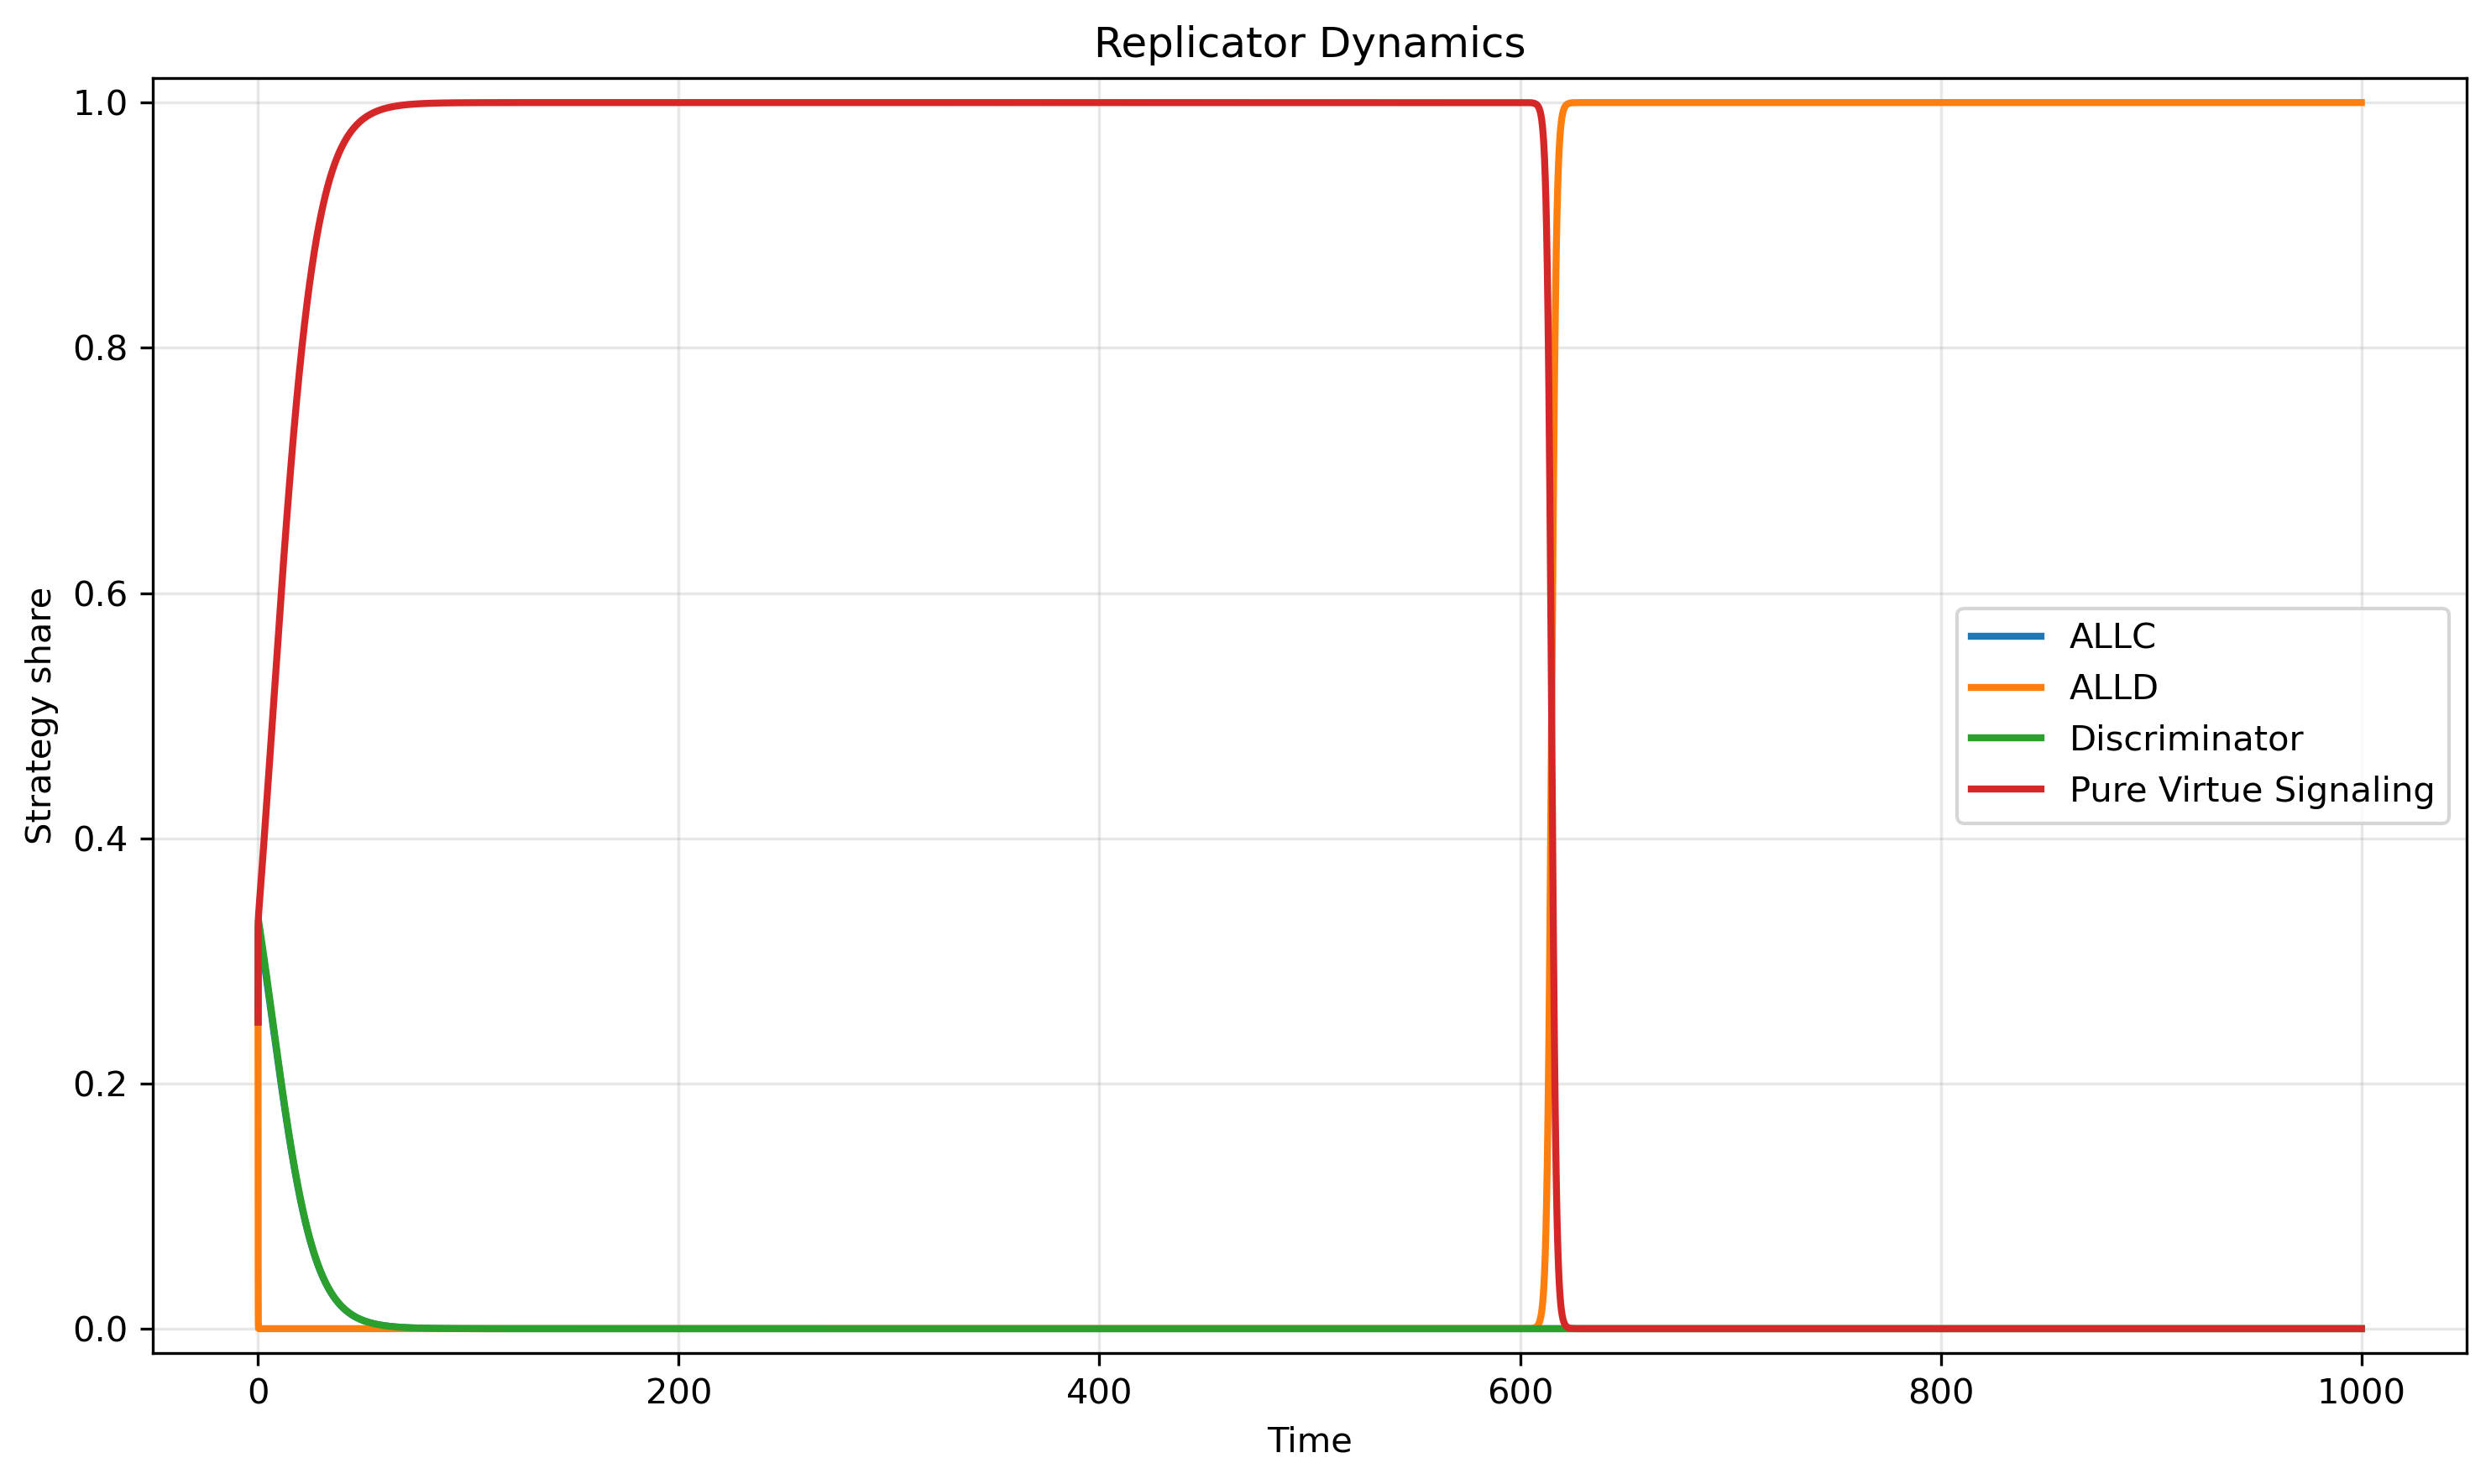 Replicator Dynamics
Strategy share
1.0
0.8
0.6
0.4
0.2
0.0
ALLC
ALLD
Discriminator
Pure Virtue Signaling
0 200 400 600 800 1000
Time